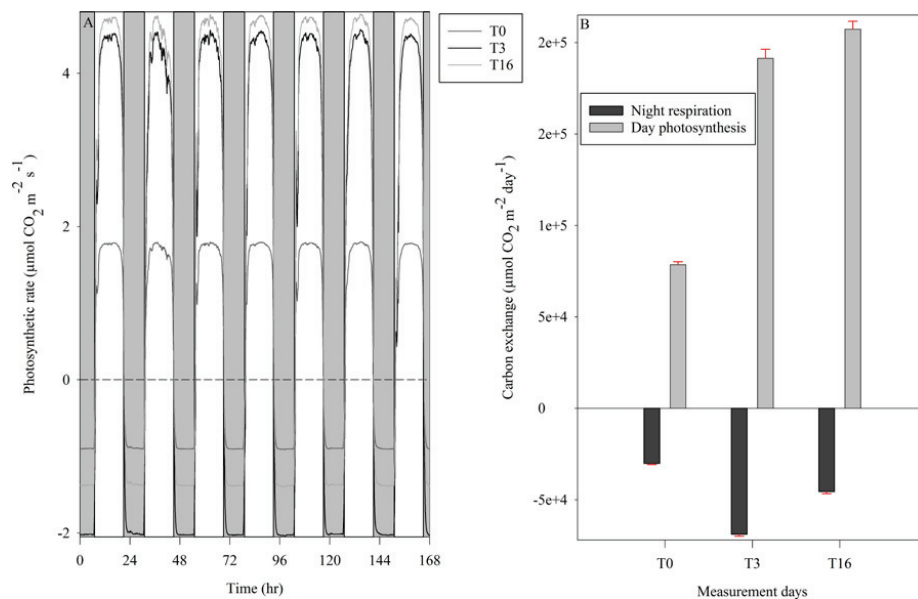 A
4
2
0
-2
Photosynthetic rate (µmol CO2 m-2 s-1)
0 24 48 72 96 120 144 168
Time (hr)
T0
T3
T16
B
2e+5
2e+5
1e+5
5e+4
0
-5e+4
Carbon exchange (µmol CO2 m-2 day-1)
Night respiration
Day photosynthesis
T0 T3 T16
Measurement days